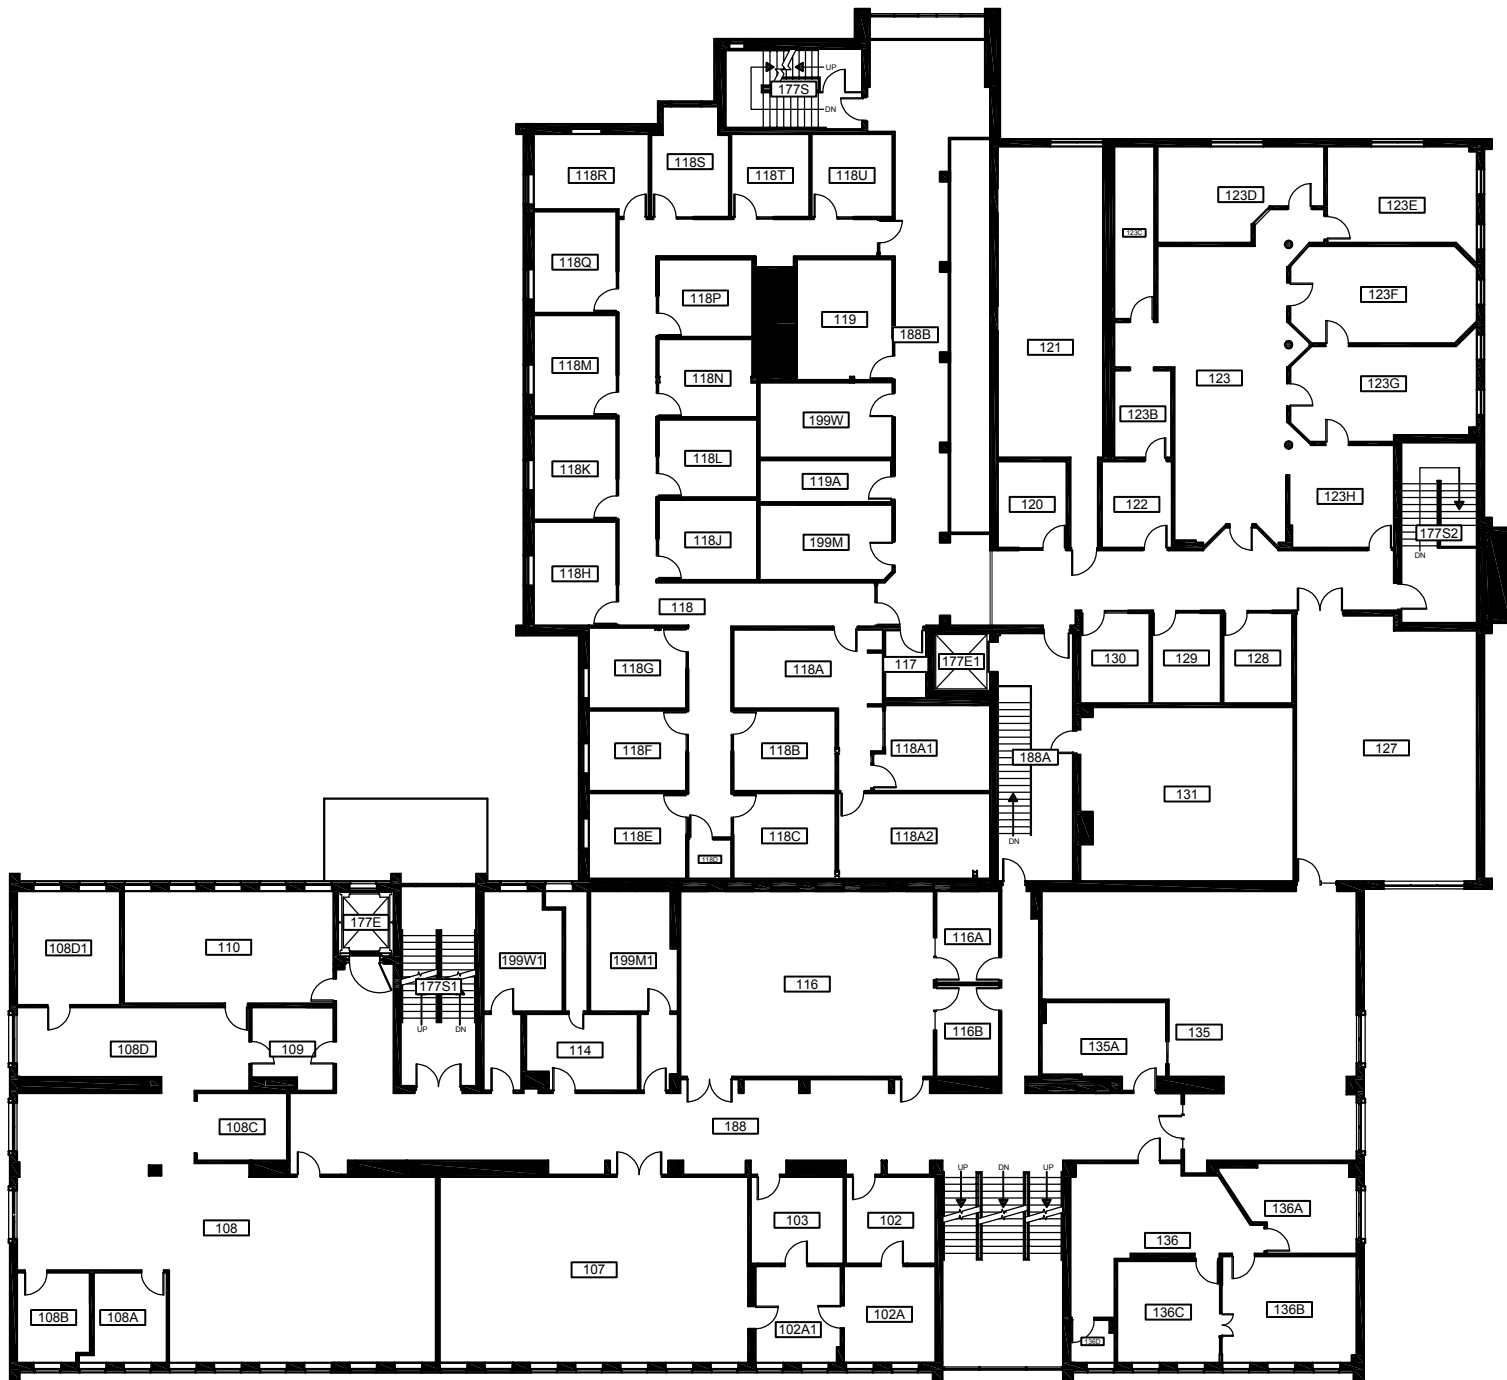 UP
177S
DN
118S
118R
118T
118U
123D
123E
123C
118Q
118P
123F
119
188B
121
118M
118N
123
123G
123B
199W
118L
118K
119A
123H
120
122
177S2
118J
199M
118H
DN
118
117
177E1
130
129
128
118G
118A
118F
118B
118A1
188A
127
131
118E
118C
118A2
DN
118D
177E
108D1
110
116A
199W1
199M1
177S1
116
UP
DN
116B
135
108D
109
114
135A
108C
188
UP
DN
UP
136A
108
103
102
136
107
108B
108A
102A1
102A
136C
136B
136D